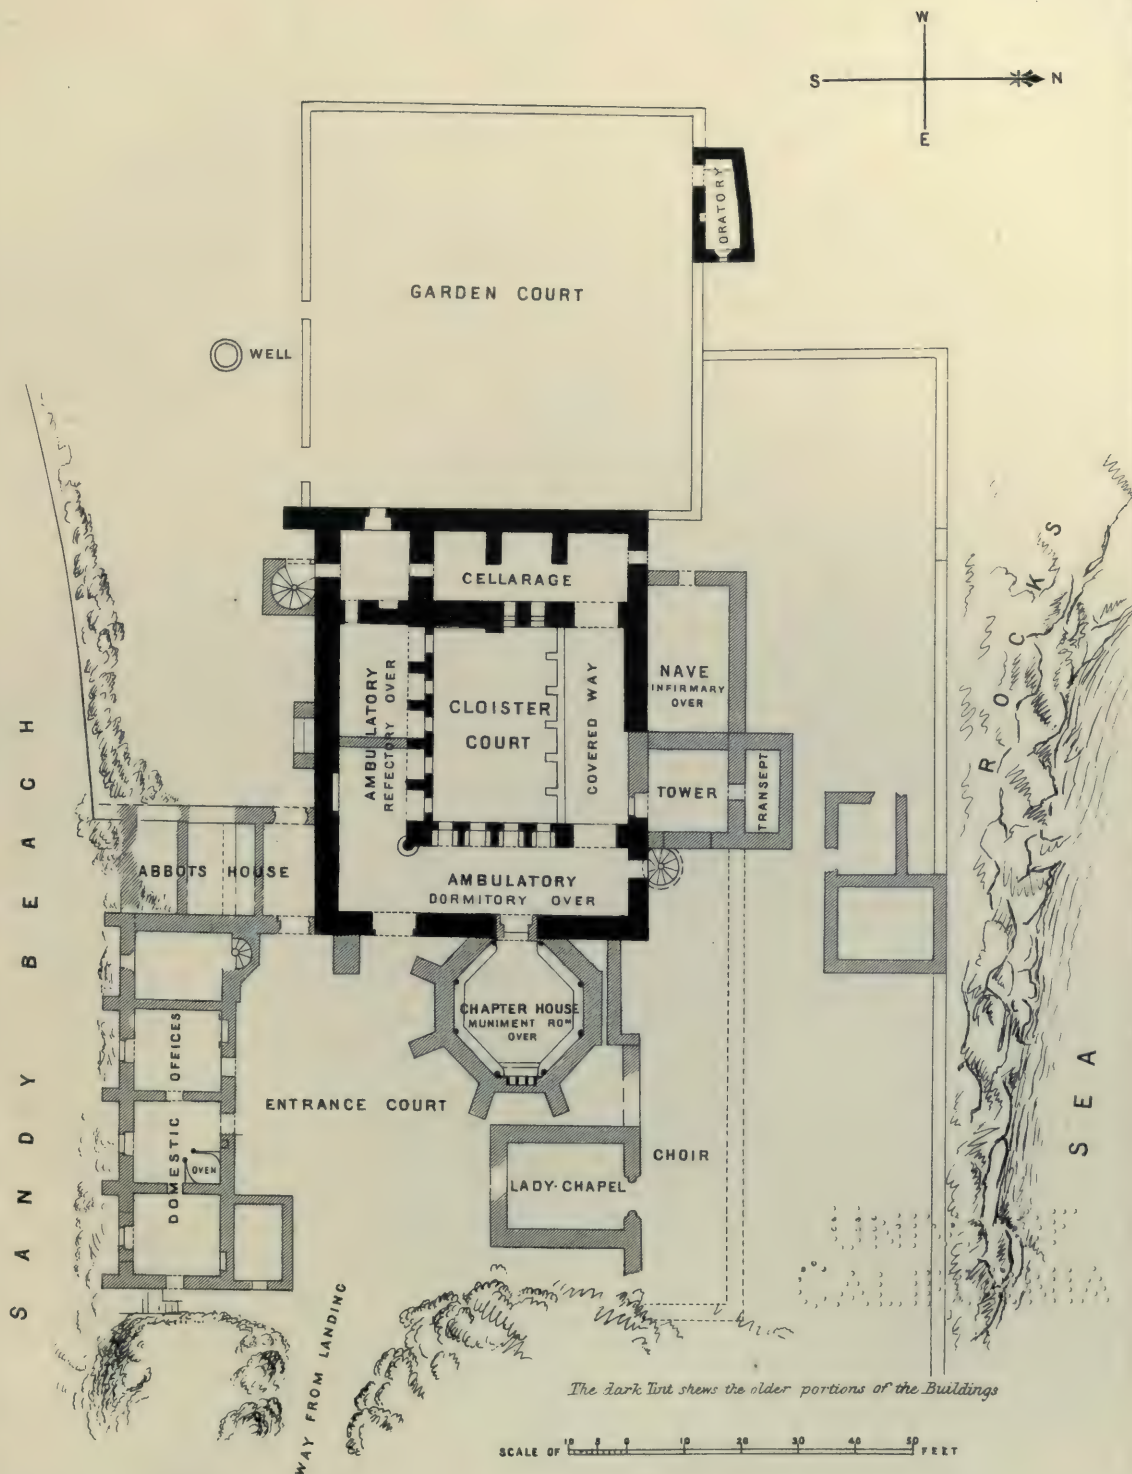 W
S N
E
ORATORY
GARDEN COURT
WELL
ROCKS
CELLARAGE
AMBULATORY
REFECTORY OVER
CLOISTER
COURT
COVERED WAY
NAVE
INFIRMARY
OVER
TOWER
TRANSEPT
SANDY BEACH
ABBOTS HOUSE
AMBULATORY
DORMITORY OVER
CHAPTER HOUSE
MUNIMENT ROM
OVER
DOMESTIC OFFICES
OVEN
ENTRANCE COURT
CHOIR
LADY-CHAPEL
SEA
WAY FROM LANDING
The dark Tint shews the older portions of the Buildings
SCALE OF 10 5 0 10 20 30 40 50 FEET